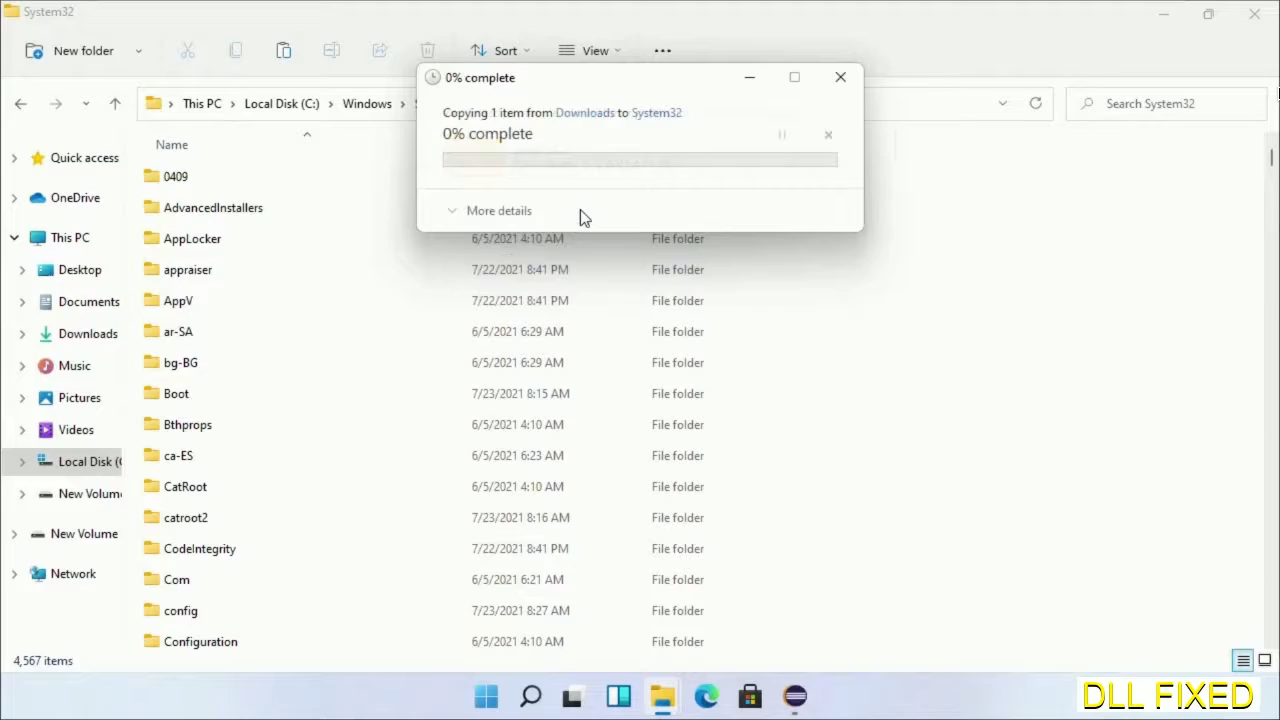 System32
New folder
Sort
View
0% complete
This PC
Local Disk (C:)
Windows
Search System32
Copying 1 item from Downloads to System32
0% complete
More details
Name
Quick access
OneDrive
This PC
Desktop
Documents
Downloads
Music
Pictures
Videos
Local Disk (
New Volum
New Volume
Network
0409
AdvancedInstallers
AppLocker 6/5/2021 4:10 AM File folder
appraiser 7/22/2021 8:41 PM File folder
AppV 7/22/2021 8:41 PM File folder
ar-SA 6/5/2021 6:29 AM File folder
bg-BG 6/5/2021 6:29 AM File folder
Boot 7/23/2021 8:15 AM File folder
Bthprops 6/5/2021 4:10 AM File folder
ca-ES 6/5/2021 6:23 AM File folder
CatRoot 6/5/2021 4:10 AM File folder
catroot2 7/23/2021 8:16 AM File folder
CodeIntegrity 7/22/2021 8:41 PM File folder
Com 6/5/2021 6:21 AM File folder
config 7/23/2021 8:27 AM File folder
Configuration 6/5/2021 4:10 AM File folder
4,567 items
DLL FIXED